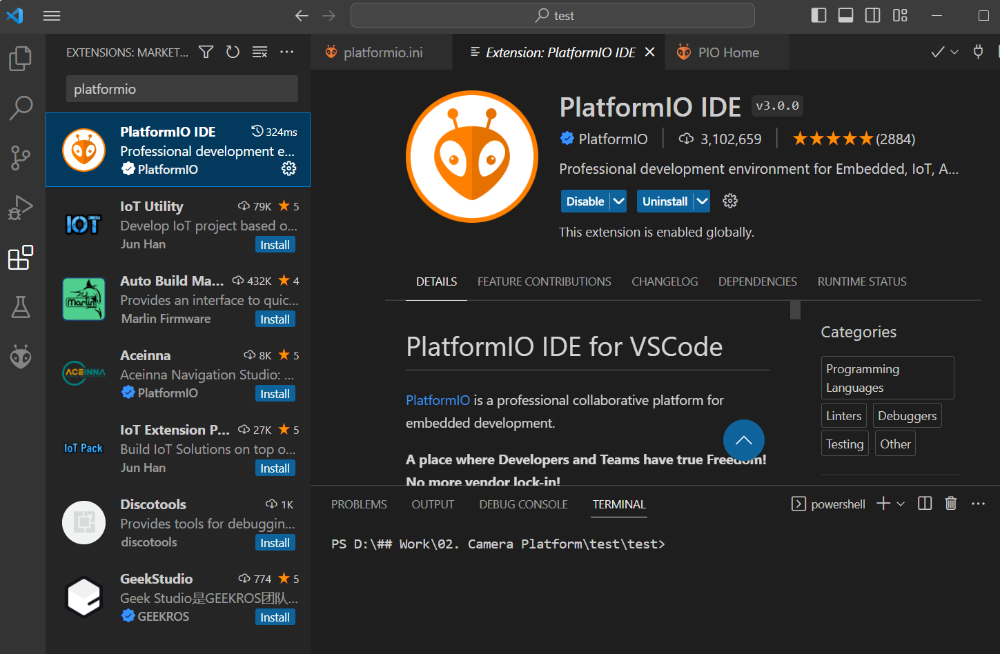 test
EXTENSIONS: MARKET...
platformio
PlatformIO IDE 324ms
Professional development e...
PlatformIO
IOT
IoT Utility 79K 5
Develop IoT project based o...
Jun Han Install
Marlin
Auto Build Ma... 432K 4
Provides an interface to quic...
Marlin Firmware Install
ACEINNA
Aceinna 8K 5
Aceinna Navigation Studio: ...
PlatformIO Install
IoT Pack
IoT Extension P... 27K 5
Build IoT Solutions on top o...
Jun Han Install
Discotools 1K
Provides tools for debuggin...
discotools Install
GeekStudio 774 5
Geek Studio是GEEKROS团队...
GEEKROS Install
platformio.ini Extension: PlatformIO IDE PIO Home
PlatformIO IDE v3.0.0
PlatformIO 3,102,659 (2884)
Professional development environment for Embedded, IoT, A...
Disable Uninstall
This extension is enabled globally.
DETAILS FEATURE CONTRIBUTIONS CHANGELOG DEPENDENCIES RUNTIME STATUS
PlatformIO IDE for VSCode
PlatformIO is a professional collaborative platform for
embedded development.
A place where Developers and Teams have true Freedom!
No more vendor lock-in!
Categories
Programming
Languages
Linters Debuggers
Testing Other
PROBLEMS OUTPUT DEBUG CONSOLE TERMINAL powershell
PS D:\## Work\02. Camera Platform\test\test>